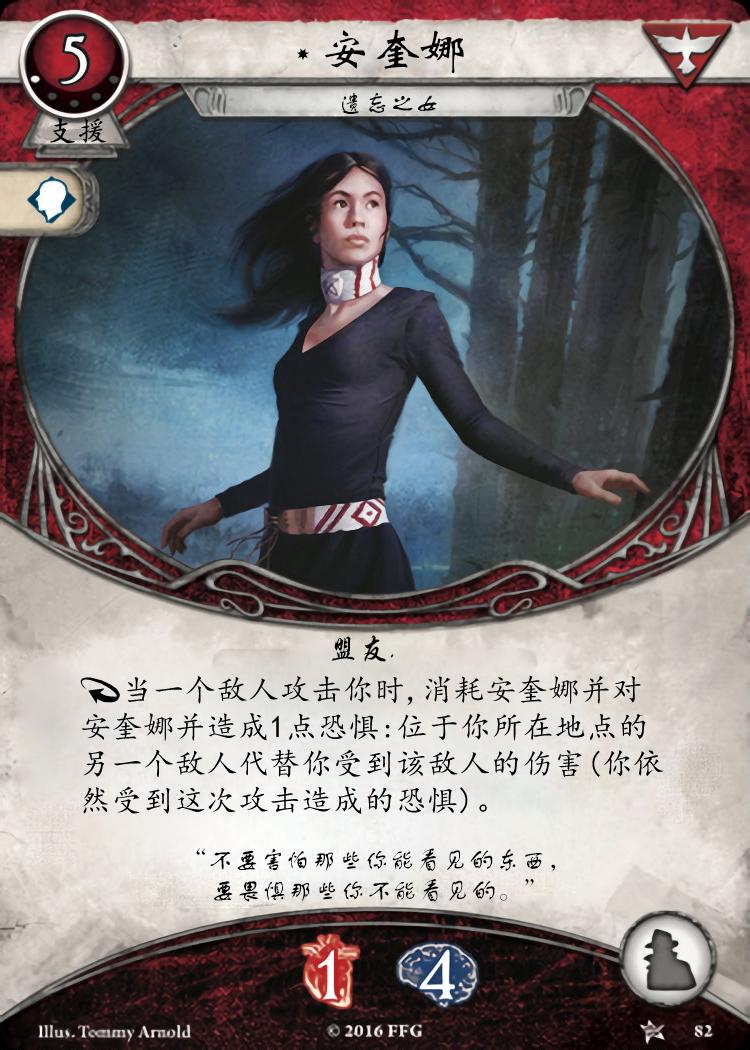 5
安奎娜
遗忘之女
支援
盟友.
当一个敌人攻击你时,消耗安奎娜并对
安奎娜并造成1点恐惧:位于你所在地点的
另一个敌人代替你受到该敌人的伤害(你依
然受到这次攻击造成的恐惧)。
“不要害怕那些你能看见的东西,
要畏惧那些你不能看见的。”
1
4
Illus. Tommy Arnold
© 2016 FFG
82